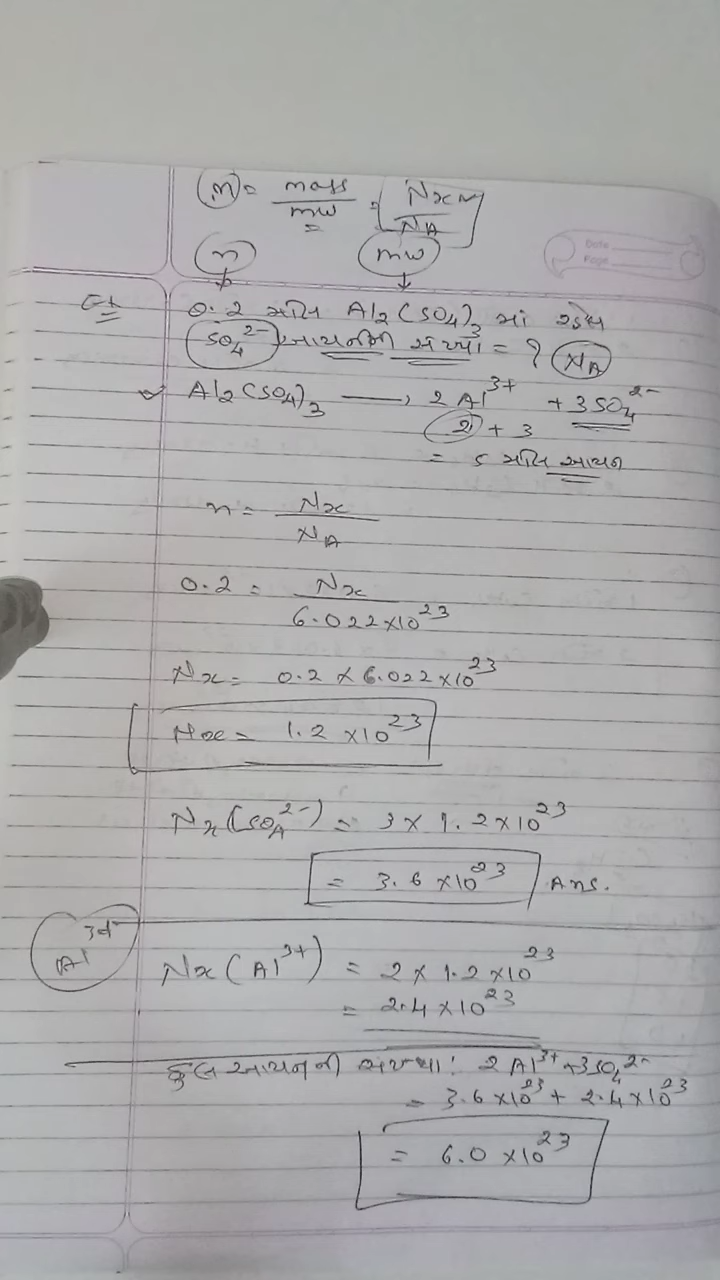 n = mass / mw = Nx / NA
n mw
Date
Page
0.2 મોલ Al2(SO4)3 માં રહેલ
SO4^2- આયનની સંખ્યા = ? NA
Al2(SO4)3 → 2Al^3+ + 3SO4^2-
2 + 3
= 5 મોલ આયન
n = Nx / NA
0.2 = Nx / 6.022×10^23
Nx = 0.2 × 6.022×10^23
Nx = 1.2 ×10^23
Nx(SO4^2-) = 3 × 1.2×10^23
= 3.6 ×10^23 Ans.
Al^3+
Nx(Al^3+) = 2 × 1.2×10^23
= 2.4 ×10^23
કુલ આયનની સંખ્યા: 2Al^3+ + 3SO4^2-
= 3.6×10^23 + 2.4×10^23
= 6.0 ×10^23